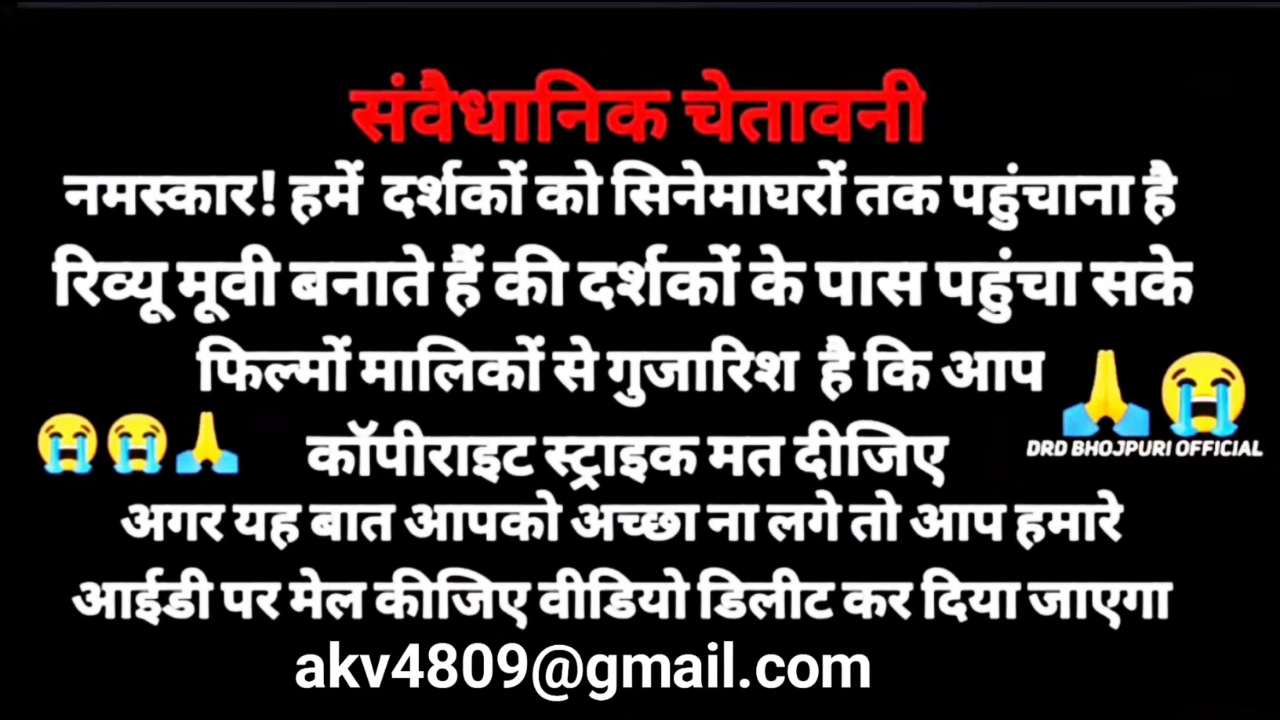 संवैधानिक चेतावनी
नमस्कार! हमें दर्शकों को सिनेमाघरों तक पहुंचाना है
रिव्यू मूवी बनाते हैं की दर्शकों के पास पहुंचा सके
फिल्मों मालिकों से गुजारिश है कि आप
कॉपीराइट स्ट्राइक मत दीजिए
DRD BHOJPURI OFFICIAL
अगर यह बात आपको अच्छा ना लगे तो आप हमारे
आईडी पर मेल कीजिए वीडियो डिलीट कर दिया जाएगा
akv4809@gmail.com